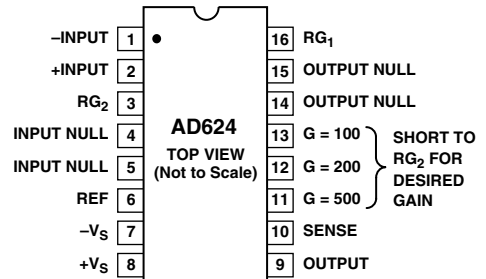 –INPUT 1 16 RG1
+INPUT 2 15 OUTPUT NULL
RG2 3 14 OUTPUT NULL
INPUT NULL 4 13 G = 100
INPUT NULL 5 12 G = 200
REF 6 11 G = 500
–VS 7 10 SENSE
+VS 8 9 OUTPUT
AD624
TOP VIEW
(Not to Scale)
SHORT TO
RG2 FOR
DESIRED
GAIN